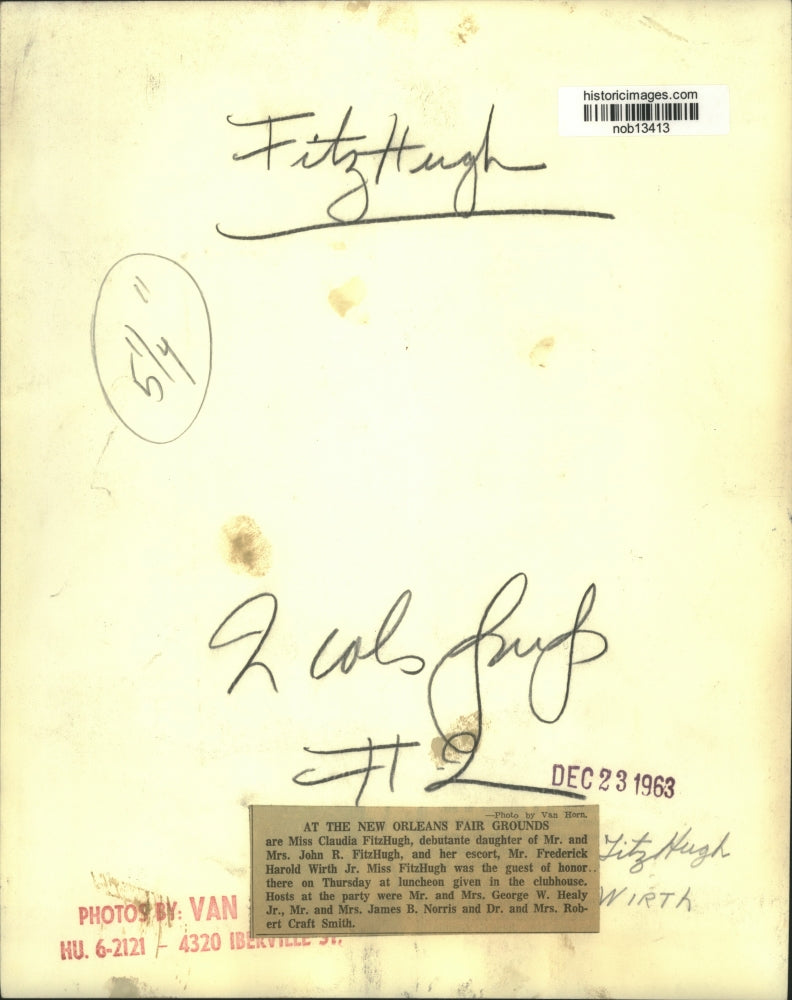 historicimages.com
nob13413
FitzHugh
5 1/4"
2 cols
#2
DEC 23 1963
—Photo by Van Horn.
AT THE NEW ORLEANS FAIR GROUNDS
are Miss Claudia FitzHugh, debutante daughter of Mr. and
Mrs. John R. FitzHugh, and her escort, Mr. Frederick
Harold Wirth Jr. Miss FitzHugh was the guest of honor
there on Thursday at luncheon given in the clubhouse.
Hosts at the party were Mr. and Mrs. George W. Healy
Jr., Mr. and Mrs. James B. Norris and Dr. and Mrs. Rob-
ert Craft Smith.
FitzHugh
WIRTH
PHOTOS BY: VAN
HU. 6-2121 — 4320 IBERVILLE ST.